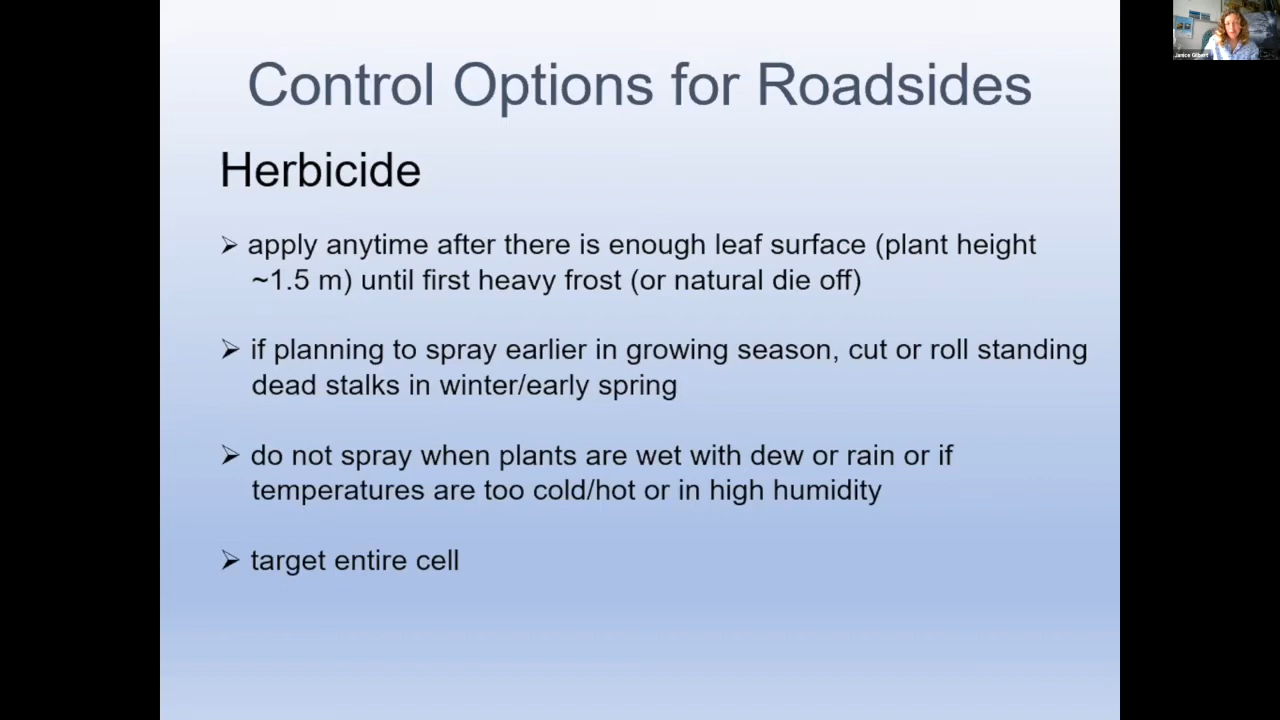 Control Options for Roadsides
Herbicide
➢ apply anytime after there is enough leaf surface (plant height
~1.5 m) until first heavy frost (or natural die off)
➢ if planning to spray earlier in growing season, cut or roll standing
dead stalks in winter/early spring
➢ do not spray when plants are wet with dew or rain or if
temperatures are too cold/hot or in high humidity
➢ target entire cell
Janice Gilbert